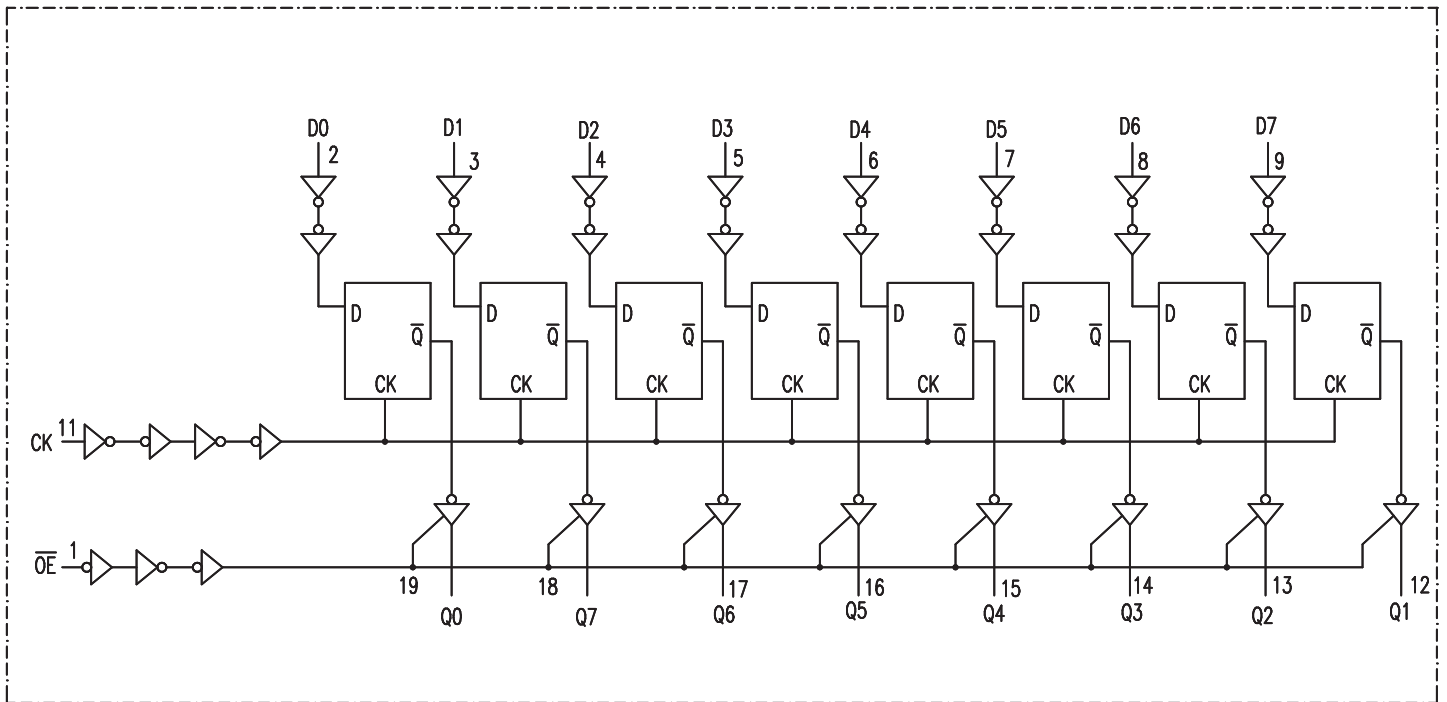 D0 D1 D2 D3 D4 D5 D6 D7
2 3 4 5 6 7 8 9
D D D D D D D D
Q̅ Q̅ Q̅ Q̅ Q̅ Q̅ Q̅ Q̅
CK CK CK CK CK CK CK CK
CK 11
O̅E̅ 1
19 18 17 16 15 14 13 12
Q0 Q7 Q6 Q5 Q4 Q3 Q2 Q1